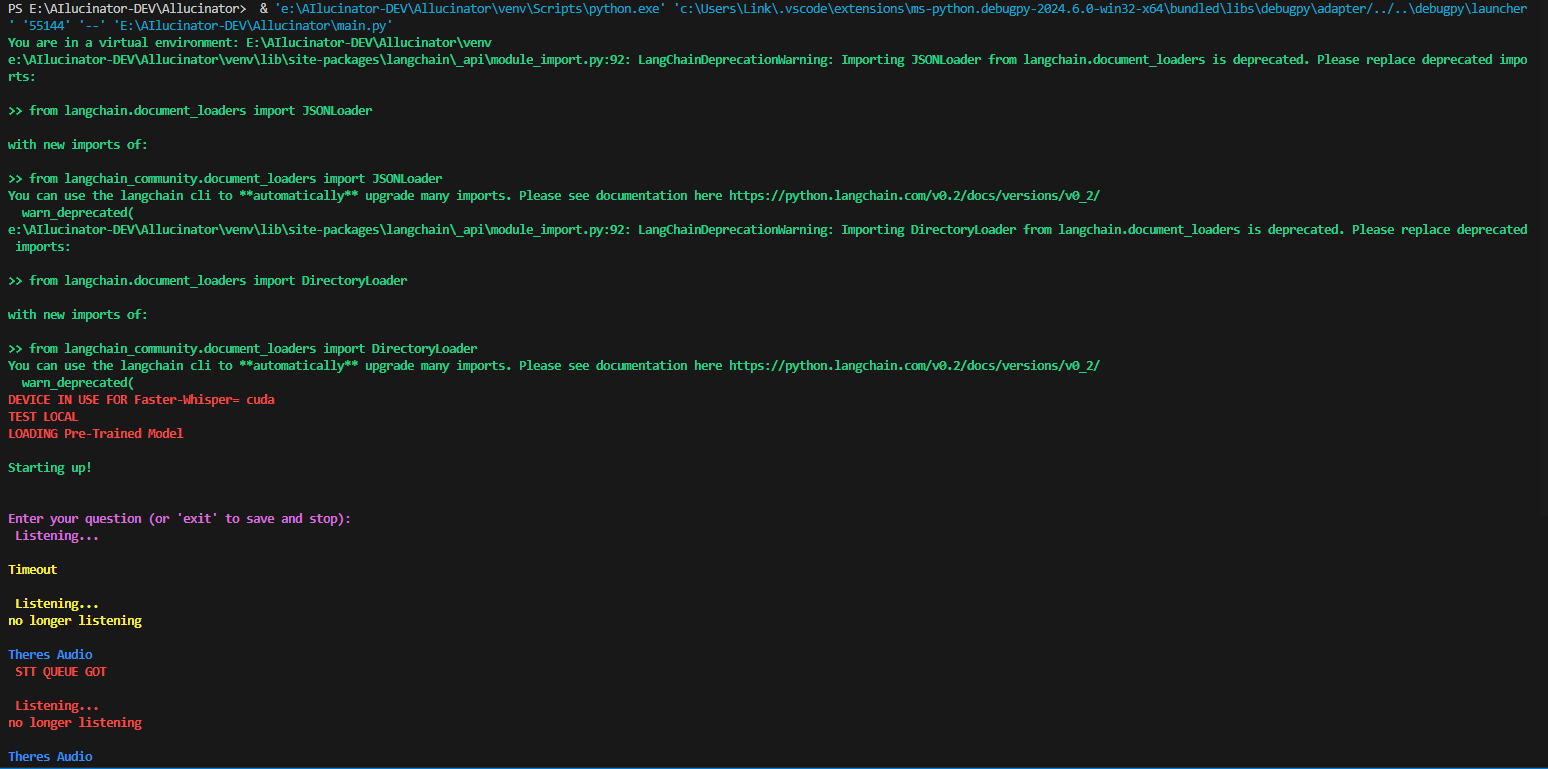 PS E:\AIlucinator-DEV\Allucinator>  & 'e:\AIlucinator-DEV\Allucinator\venv\Scripts\python.exe' 'c:\Users\Link\.vscode\extensions\ms-python.debugpy-2024.6.0-win32-x64\bundled\libs\debugpy\adapter/../..\debugpy\launcher
' '55144' '--' 'E:\AIlucinator-DEV\Allucinator\main.py'
You are in a virtual environment: E:\AIlucinator-DEV\Allucinator\venv
e:\AIlucinator-DEV\Allucinator\venv\lib\site-packages\langchain\_api\module_import.py:92: LangChainDeprecationWarning: Importing JSONLoader from langchain.document_loaders is deprecated. Please replace deprecated impo
rts:
>> from langchain.document_loaders import JSONLoader
with new imports of:
>> from langchain_community.document_loaders import JSONLoader
You can use the langchain cli to **automatically** upgrade many imports. Please see documentation here https://python.langchain.com/v0.2/docs/versions/v0_2/
  warn_deprecated(
e:\AIlucinator-DEV\Allucinator\venv\lib\site-packages\langchain\_api\module_import.py:92: LangChainDeprecationWarning: Importing DirectoryLoader from langchain.document_loaders is deprecated. Please replace deprecated
 imports:
>> from langchain.document_loaders import DirectoryLoader
with new imports of:
>> from langchain_community.document_loaders import DirectoryLoader
You can use the langchain cli to **automatically** upgrade many imports. Please see documentation here https://python.langchain.com/v0.2/docs/versions/v0_2/
  warn_deprecated(
DEVICE IN USE FOR Faster-Whisper= cuda
TEST LOCAL
LOADING Pre-Trained Model
Starting up!
Enter your question (or 'exit' to save and stop):
 Listening...
Timeout
 Listening...
no longer listening
Theres Audio
 STT QUEUE GOT
 Listening...
no longer listening
Theres Audio